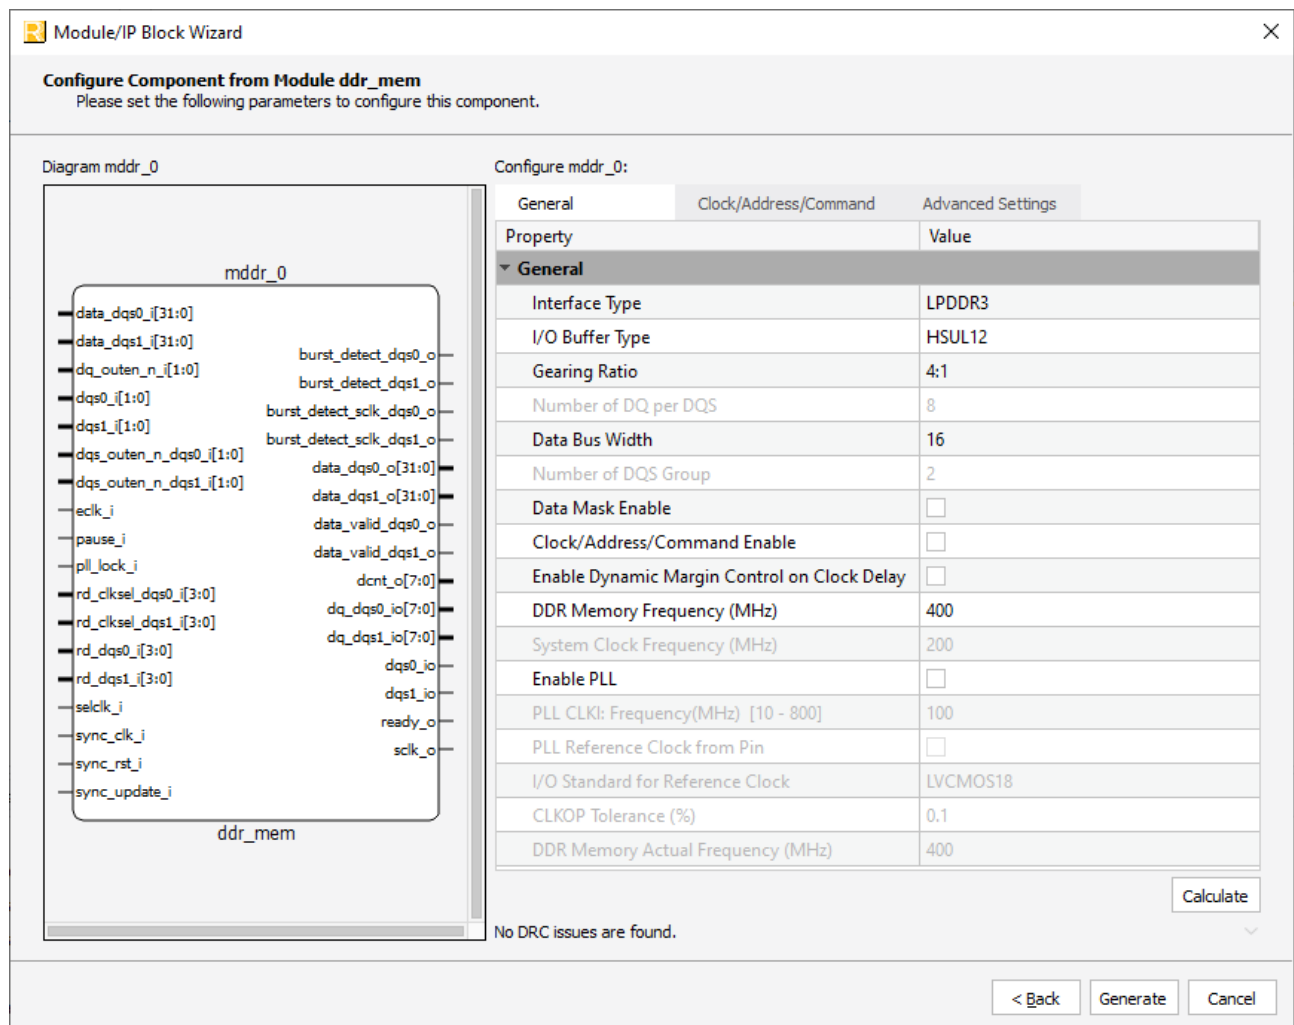 Module/IP Block Wizard
Configure Component from Module ddr_mem
Please set the following parameters to configure this component.
Diagram mddr_0
mddr_0
data_dqs0_i[31:0]
data_dqs1_i[31:0]
dq_outen_n_i[1:0]
dqs0_i[1:0]
dqs1_i[1:0]
dqs_outen_n_dqs0_i[1:0]
dqs_outen_n_dqs1_i[1:0]
eclk_i
pause_i
pll_lock_i
rd_clksel_dqs0_i[3:0]
rd_clksel_dqs1_i[3:0]
rd_dqs0_i[3:0]
rd_dqs1_i[3:0]
selclk_i
sync_clk_i
sync_rst_i
sync_update_i
burst_detect_dqs0_o
burst_detect_dqs1_o
burst_detect_sclk_dqs0_o
burst_detect_sclk_dqs1_o
data_dqs0_o[31:0]
data_dqs1_o[31:0]
data_valid_dqs0_o
data_valid_dqs1_o
dcnt_o[7:0]
dq_dqs0_io[7:0]
dq_dqs1_io[7:0]
dqs0_io
dqs1_io
ready_o
sclk_o
ddr_mem
Configure mddr_0:
General Clock/Address/Command Advanced Settings
Property Value
General
Interface Type LPDDR3
I/O Buffer Type HSUL12
Gearing Ratio 4:1
Number of DQ per DQS 8
Data Bus Width 16
Number of DQS Group 2
Data Mask Enable
Clock/Address/Command Enable
Enable Dynamic Margin Control on Clock Delay
DDR Memory Frequency (MHz) 400
System Clock Frequency (MHz) 200
Enable PLL
PLL CLKI: Frequency(MHz) [10 - 800] 100
PLL Reference Clock from Pin
I/O Standard for Reference Clock LVCMOS18
CLKOP Tolerance (%) 0.1
DDR Memory Actual Frequency (MHz) 400
Calculate
No DRC issues are found.
< Back Generate Cancel